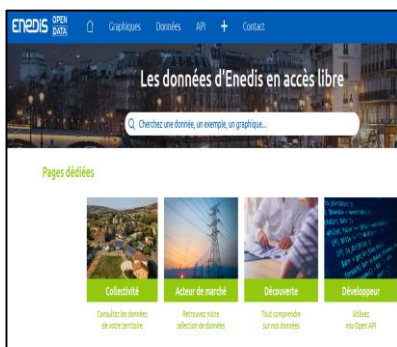 ENEDIS OPEN DATA
Graphiques Données API + Contact
Les données d'Enedis en accès libre
Cherchez une donnée, un exemple, un graphique...
Pages dédiées
Collectivité Acteur de marché Découverte Développeur
Consultez les données Retrouvez notre Tout comprendre Utilisez
de votre territoire sélection de données sur nos données nos Open API